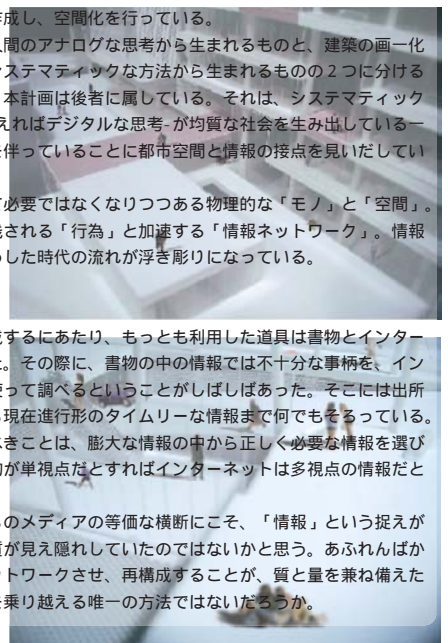 成し、空間化を行っている。
間のアナログな思考から生まれるものと、建築の画一化
ステマティックな方法から生まれるものの2つに分ける
本計画は後者に属している。それは、システマティック
えればデジタルな思考-が均質な社会を生み出している一
伴っていることに都市空間と情報の接点を見いだしてい
必要ではなくなりつつある物理的な「モノ」と「空間」。
される「行為」と加速する「情報ネットワーク」。情報
した時代の流れが浮き彫りになっている。
するにあたり、もっとも利用した道具は書物とインター
。その際に、書物の中の情報では不十分な事柄を、イン
使って調べるということがしばしばあった。そこには出所
現在進行形のタイムリーな情報まで何でもそろっている。
きことは、膨大な情報の中から正しく必要な情報を選び
が単視点だとすればインターネットは多視点の情報だと
のメディアの等価な横断にこそ、「情報」という捉えが
が見え隠れしていたのではないかと思う。あふれんばか
トワークさせ、再構成することが、質と量を兼ね備えた
乗り越える唯一の方法ではないだろうか。